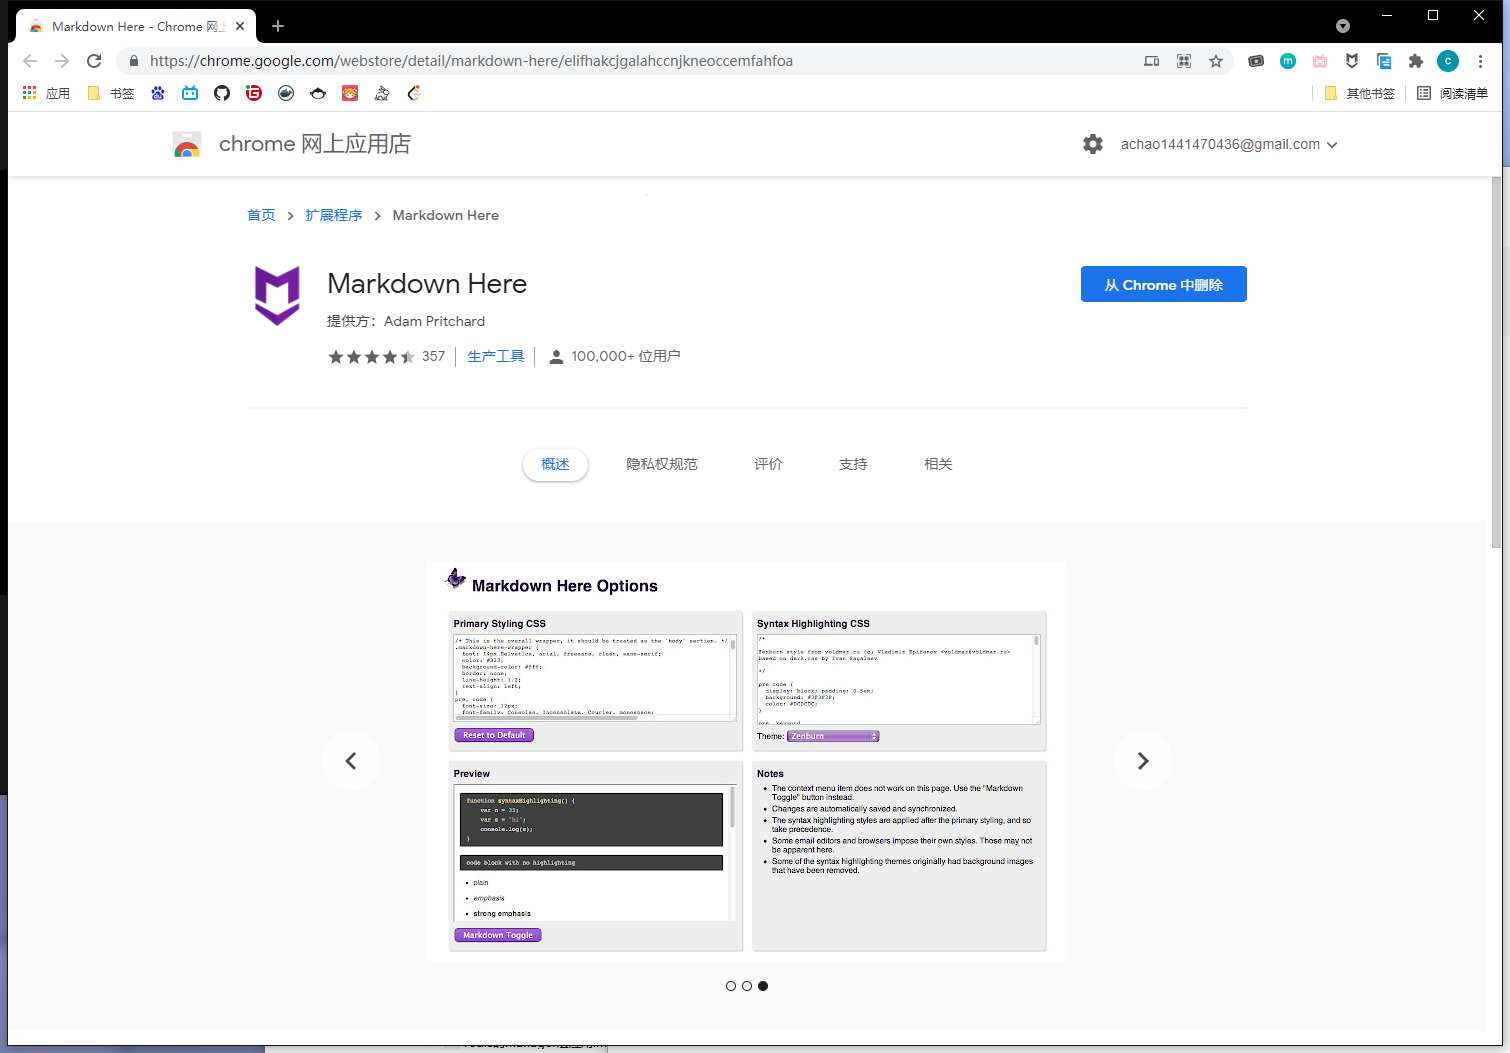 Markdown Here - Chrome 网上
https://chrome.google.com/webstore/detail/markdown-here/elifhakcjgalahccnjkneoccemfahfoa
应用 书签 其他书签 阅读清单
chrome 网上应用店 achao1441470436@gmail.com
首页 > 扩展程序 > Markdown Here
Markdown Here
从 Chrome 中删除
提供方：Adam Pritchard
357 生产工具 100,000+ 位用户
概述 隐私权规范 评价 支持 相关
Markdown Here Options
Primary Styling CSS
/* This is the overall wrapper, it should be treated as the `body` section. */
.markdown-here-wrapper {
font: 14px Helvetica, arial, freesans, clean, sans-serif;
color: #333;
background-color: #fff;
border: none;
line-height: 1.2;
text-align: left;
}
pre, code {
font-size: 12px;
font-family: Consolas, Inconsolata, Courier, monospace;
Reset to Default
Syntax Highlighting CSS
/*
Zenburn style from voldmar.ru (c) Vladimir Epifanov <voldmar@voldmar.ru>
based on dark.css by Ivan Sagalaev
*/
pre code {
display: block; padding: 0.5em;
background: #3F3F3F;
color: #DCDCDC;
}
pre .keyword
Theme: Zenburn
Preview
function syntaxHighlighting() {
var n = 33;
var s = "hi";
console.log(s);
}
code block with no highlighting
• plain
• emphasis
• strong emphasis
Markdown Toggle
Notes
• The context menu item does not work on this page. Use the "Markdown
Toggle" button instead.
• Changes are automatically saved and synchronized.
• The syntax highlighting styles are applied after the primary styling, and so
take precedence.
• Some email editors and browsers impose their own styles. Those may not
be apparent here.
• Some of the syntax highlighting themes originally had background images
that have been removed.